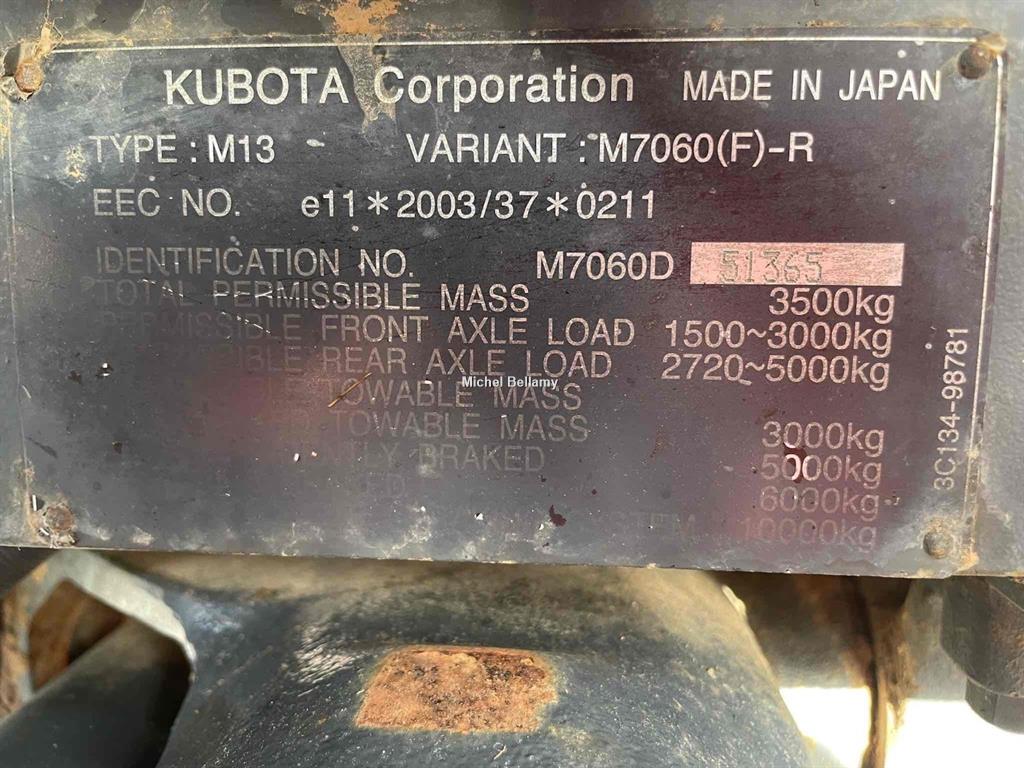 KUBOTA Corporation MADE IN JAPAN
TYPE : M13 VARIANT : M7060(F)-R
EEC NO. e11*2003/37*0211
IDENTIFICATION NO. M7060D 51365
TOTAL PERMISSIBLE MASS 3500kg
PERMISSIBLE FRONT AXLE LOAD 1500~3000kg
REAR AXLE LOAD 2720~5000kg
Michel Bellamy
TOWABLE MASS
TOWABLE MASS 3000kg
BRAKED 5000kg
6000kg
10000kg
3C134-98781